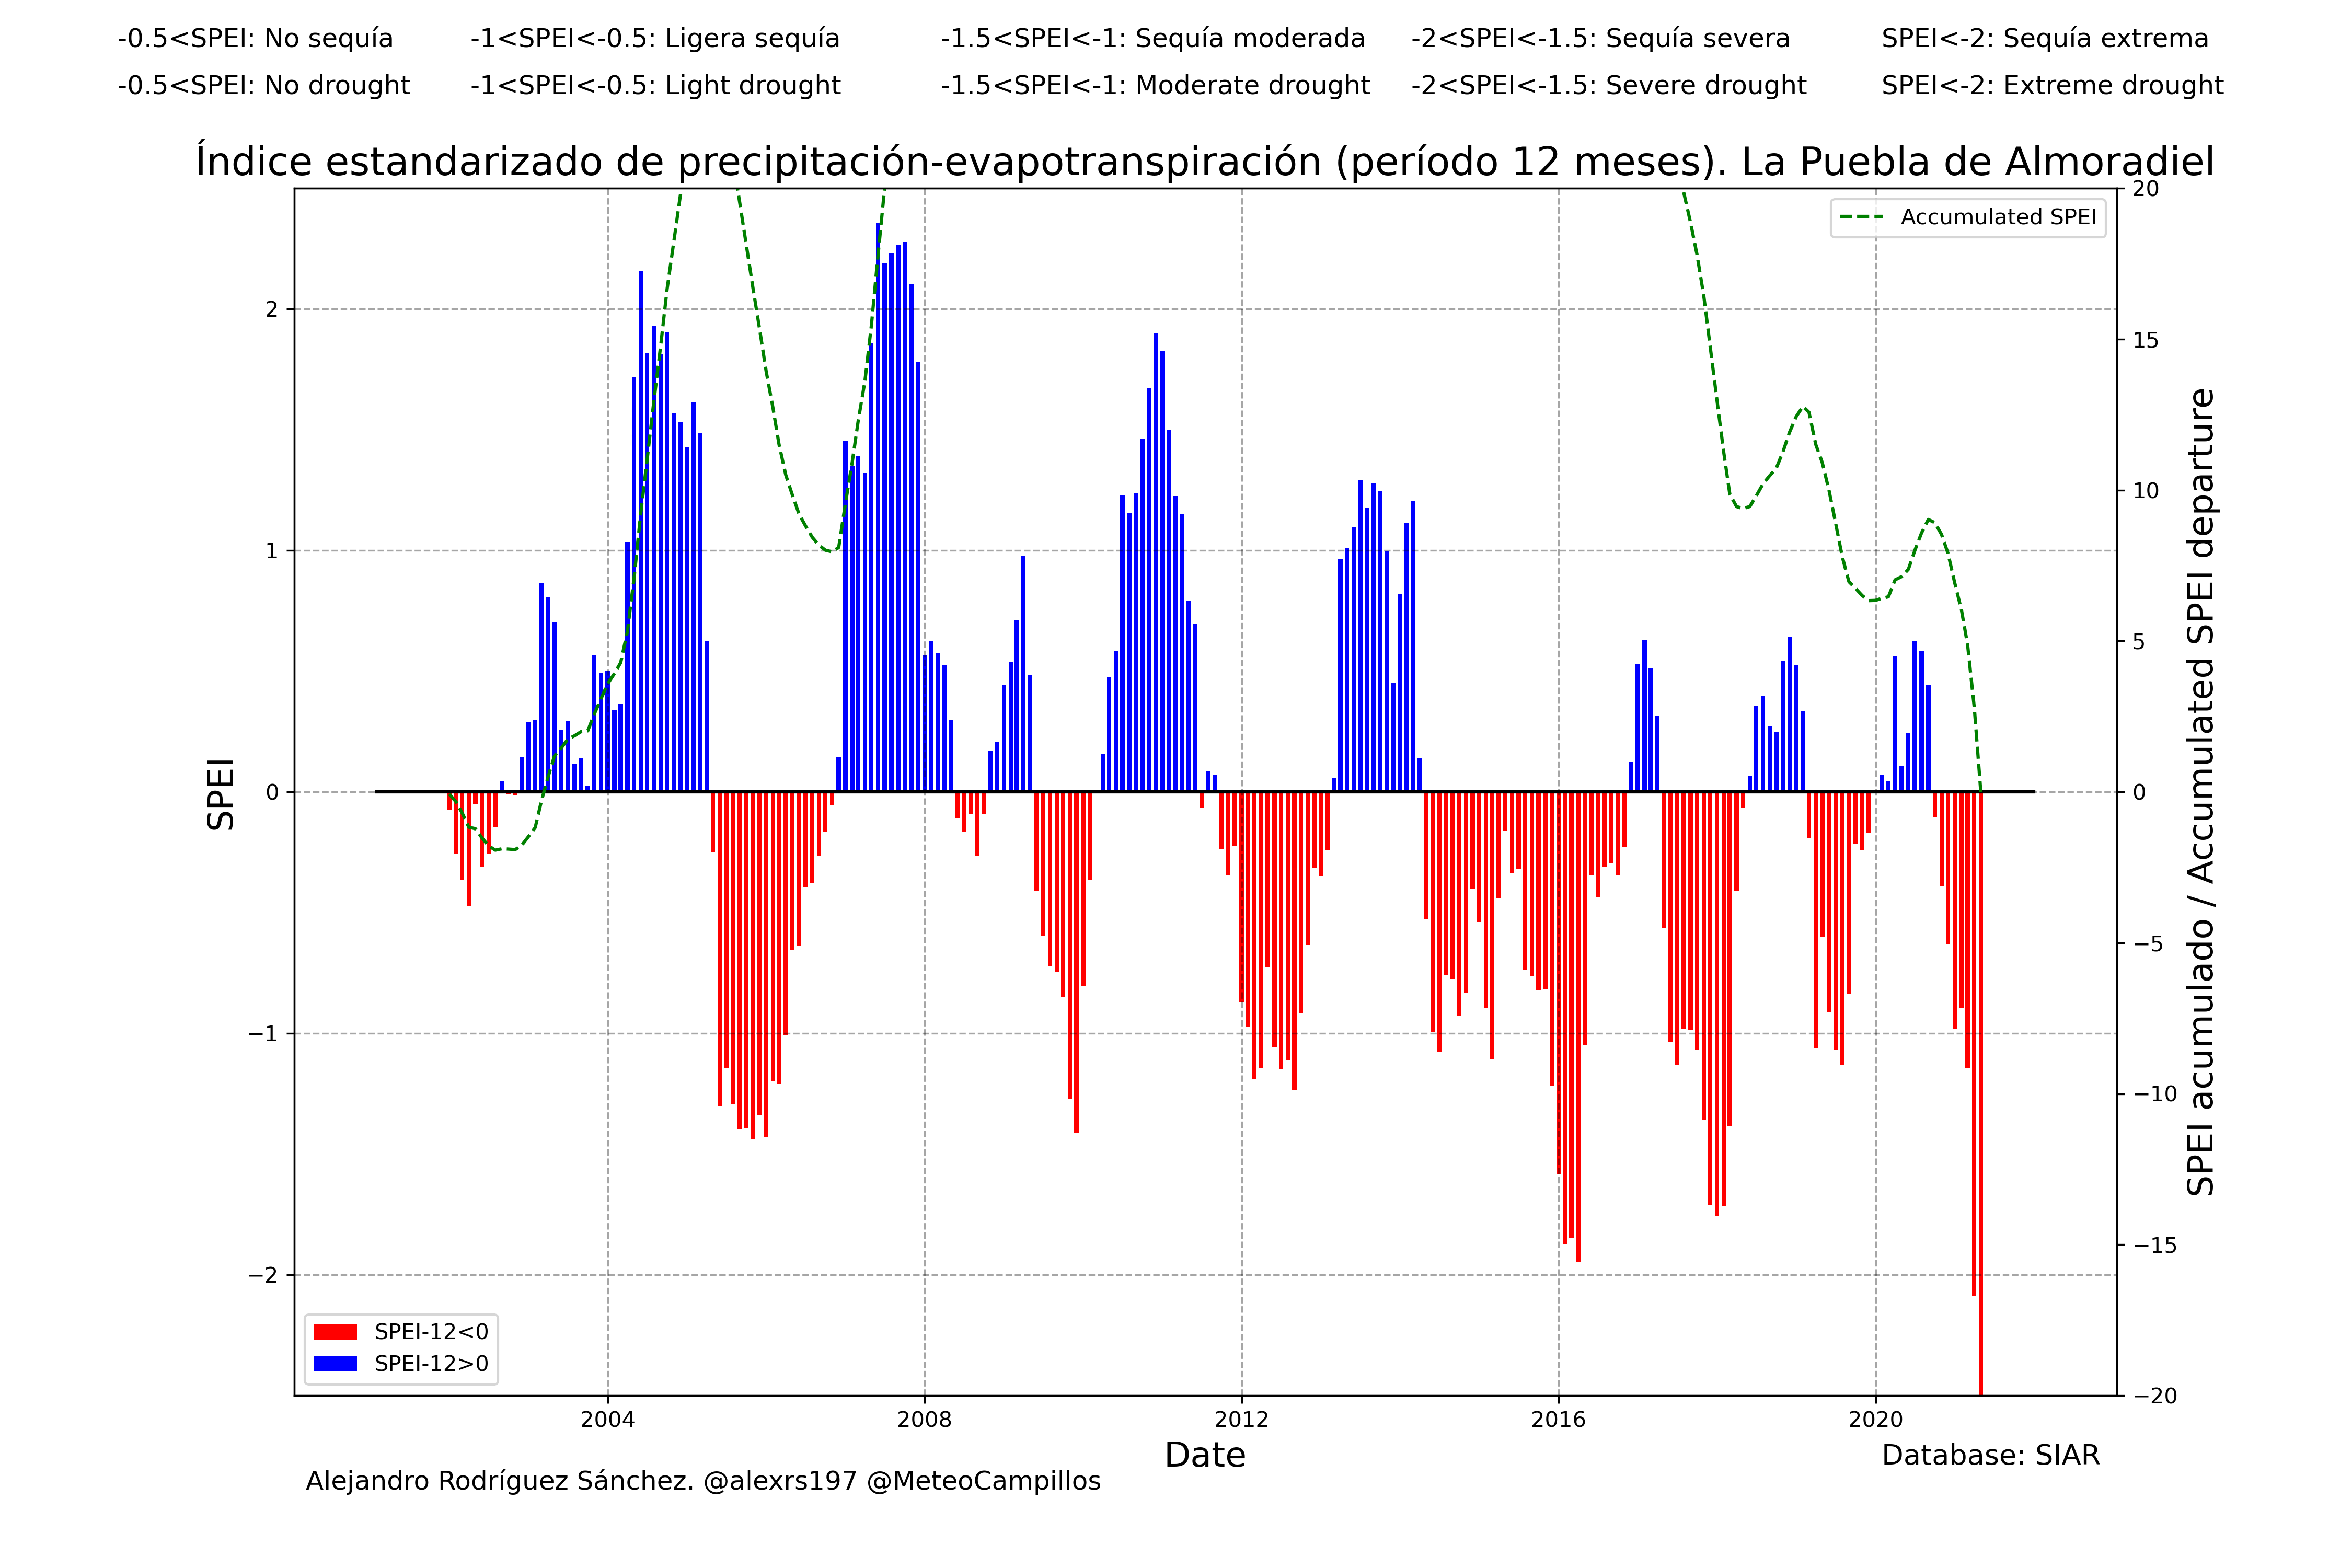 -0.5<SPEI: No sequía -1<SPEI<-0.5: Ligera sequía -1.5<SPEI<-1: Sequía moderada -2<SPEI<-1.5: Sequía severa SPEI<-2: Sequía extrema
-0.5<SPEI: No drought -1<SPEI<-0.5: Light drought -1.5<SPEI<-1: Moderate drought -2<SPEI<-1.5: Severe drought SPEI<-2: Extreme drought
Índice estandarizado de precipitación-evapotranspiración (período 12 meses). La Puebla de Almoradiel
Accumulated SPEI
SPEI
2
1
0
−1
−2
20
15
10
5
0
−5
−10
−15
−20
SPEI acumulado / Accumulated SPEI departure
SPEI-12<0
SPEI-12>0
2004 2008 2012 2016 2020
Date
Database: SIAR
Alejandro Rodríguez Sánchez. @alexrs197 @MeteoCampillos